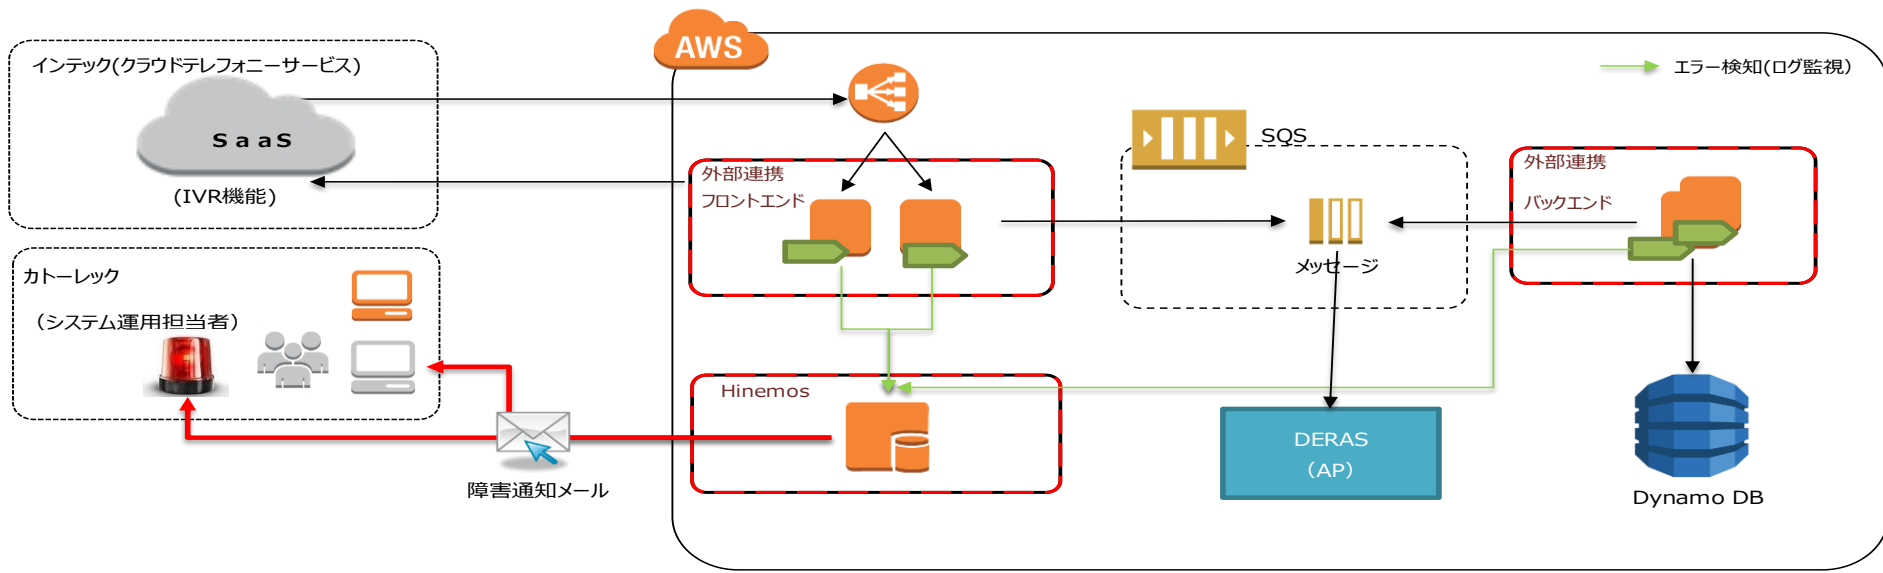 AWS
インテック(クラウドテレフォニーサービス)
SaaS
(IVR機能)
エラー検知(ログ監視)
SQS
外部連携
フロントエンド
メッセージ
外部連携
バックエンド
カトーレック
（システム運用担当者）
Hinemos
障害通知メール
DERAS
（AP）
Dynamo DB